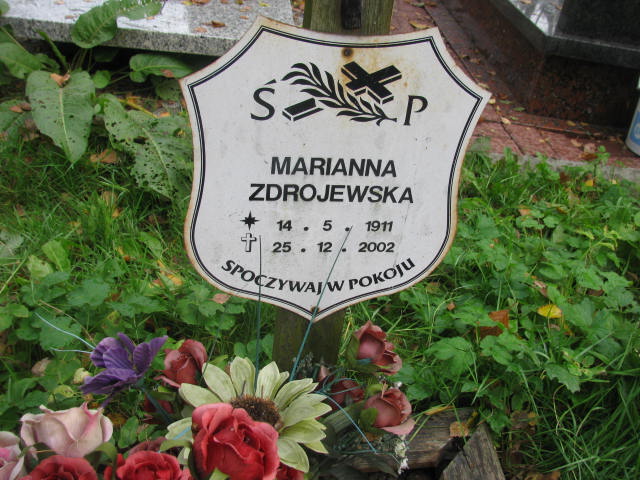 Ś P
MARIANNA
ZDROJEWSKA
14 . 5 . 1911
25 . 12 . 2002
SPOCZYWAJ W POKOJU